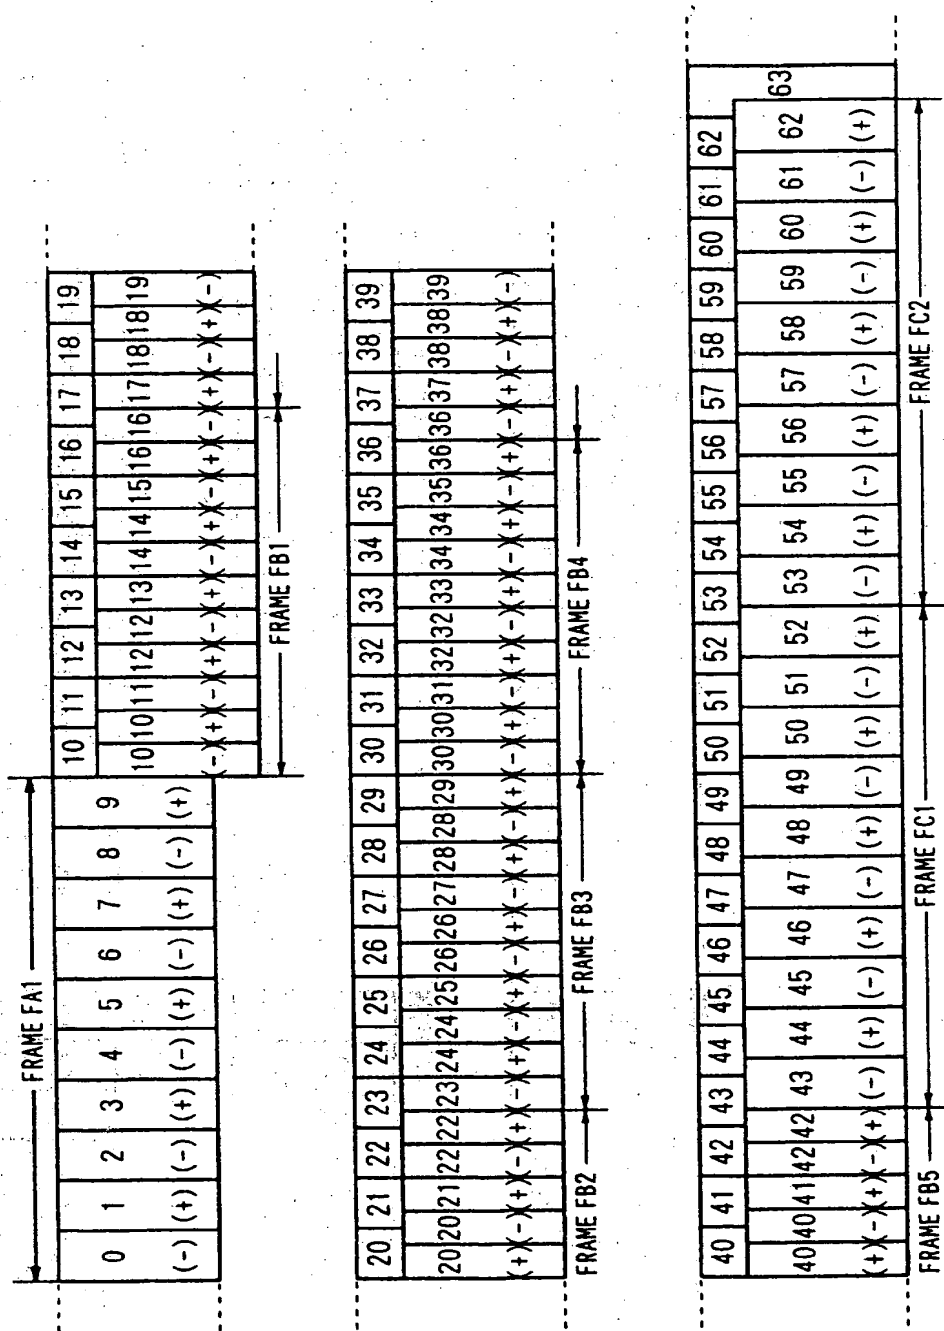 FRAME FA1
10 11 12 13 14 15 16 17 18 19
0 1 2 3 4 5 6 7 8 9 10 10 11 12 12 13 14 14 15 16 16 17 18 18 19
(-) (+) (-) (+) (-) (+) (-) (+) (-) (+) (-) (+) (-) (+) (-) (+) (-) (+) (-) (+) (-) (+) (-) (+) (-)
FRAME FB1
20 21 22 23 24 25 26 27 28 29 30 31 32 33 34 35 36 37 38 39
20 20 21 22 22 23 24 24 25 26 26 27 28 28 29 30 30 31 32 32 33 34 34 35 36 36 37 38 38 39
(+) (-) (+) (-) (+) (-) (+) (-) (+) (-) (+) (-) (+) (-) (+) (-) (+) (-) (+) (-) (+) (-) (+) (-) (+) (-) (+) (-) (+) (-)
FRAME FB2 FRAME FB3 FRAME FB4
40 41 42 43 44 45 46 47 48 49 50 51 52 53 54 55 56 57 58 59 60 61 62
40 40 41 42 42 43 44 45 46 47 48 49 50 51 52 53 54 55 56 57 58 59 60 61 62 63
(+) (-) (+) (-) (+) (-) (+) (-) (+) (-) (+) (-) (+) (-) (+) (-) (+) (-) (+) (-) (+) (-) (+) (-) (+)
FRAME FB5 FRAME FC1 FRAME FC2